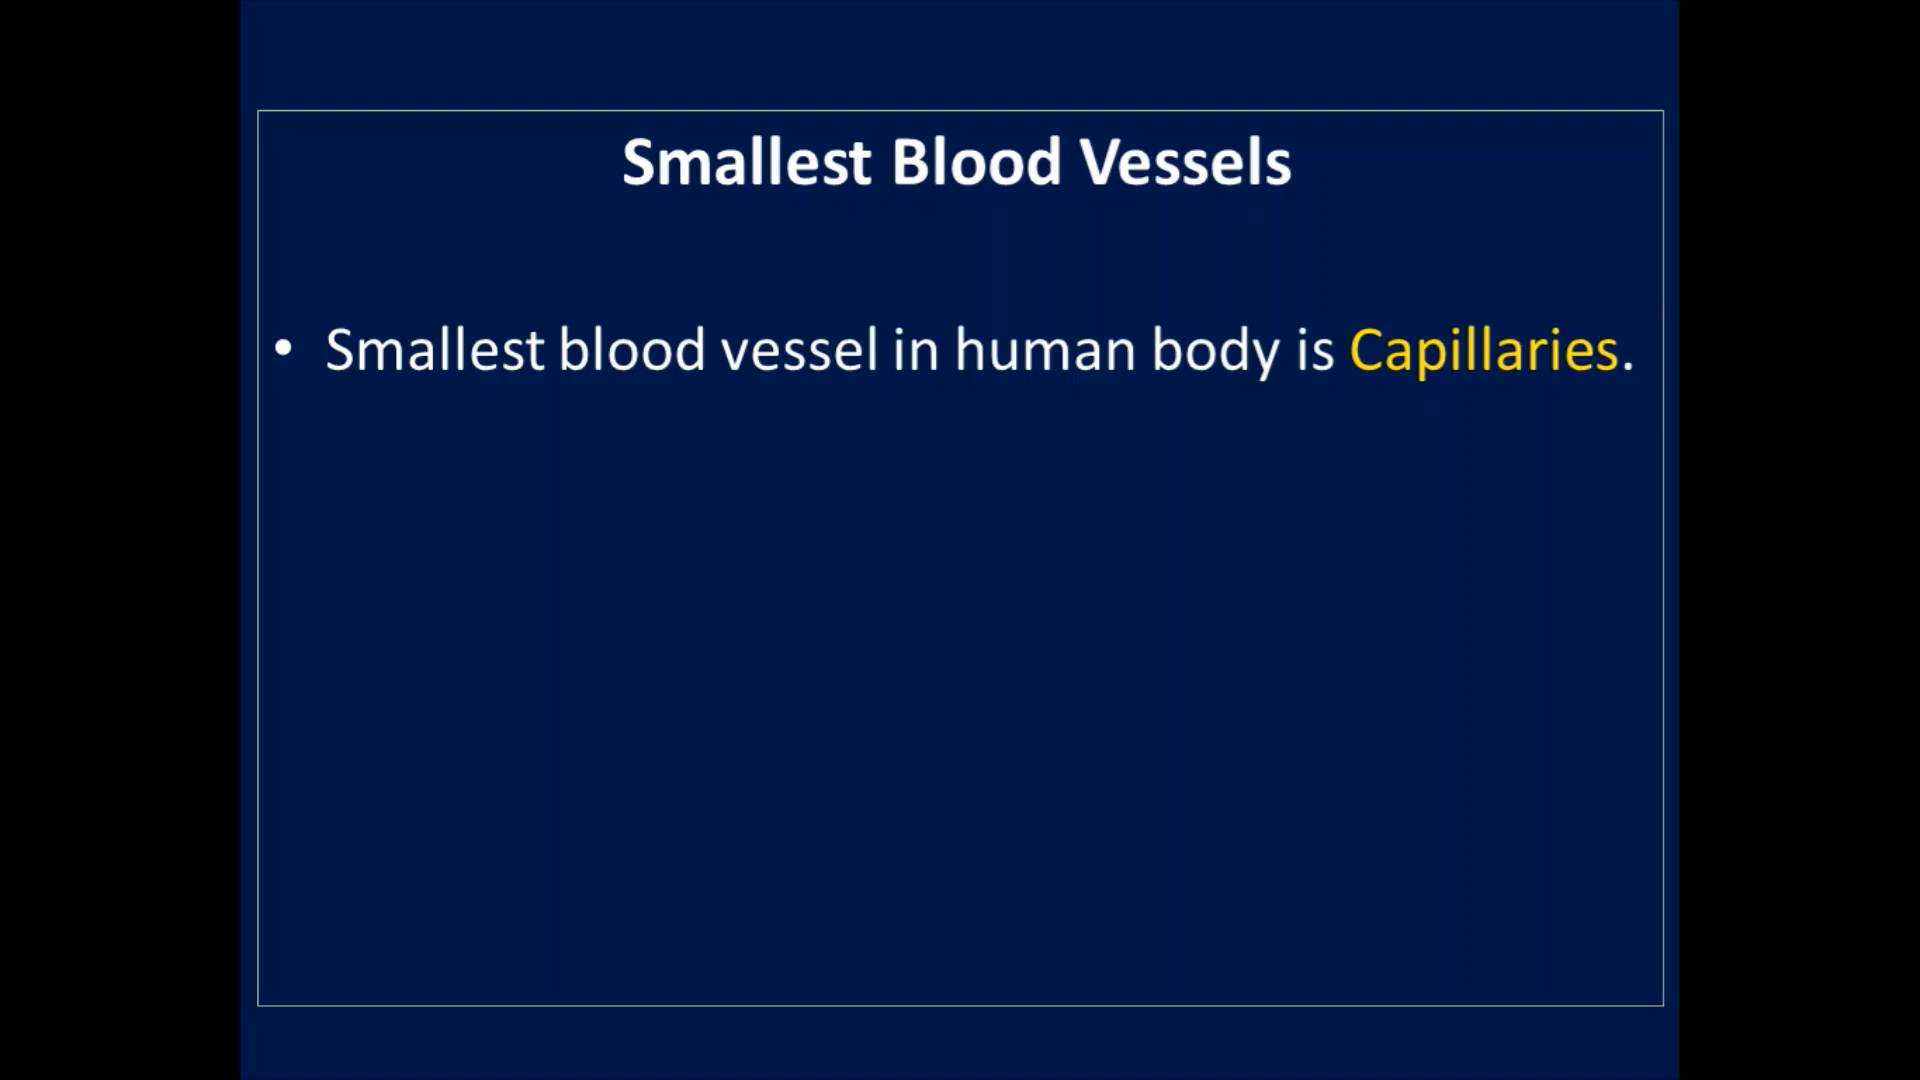 Smallest Blood Vessels
• Smallest blood vessel in human body is Capillaries.